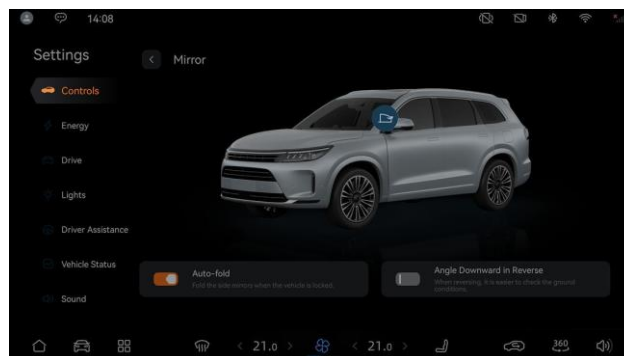 14:08
Settings
Mirror
Controls
Energy
Drive
Lights
Driver Assistance
Vehicle Status
Sound
Auto-fold
Fold the side mirrors when the vehicle is locked.
Angle Downward in Reverse
When reversing, it is easier to check the ground
conditions.
< 21.0 >
< 21.0 >
360